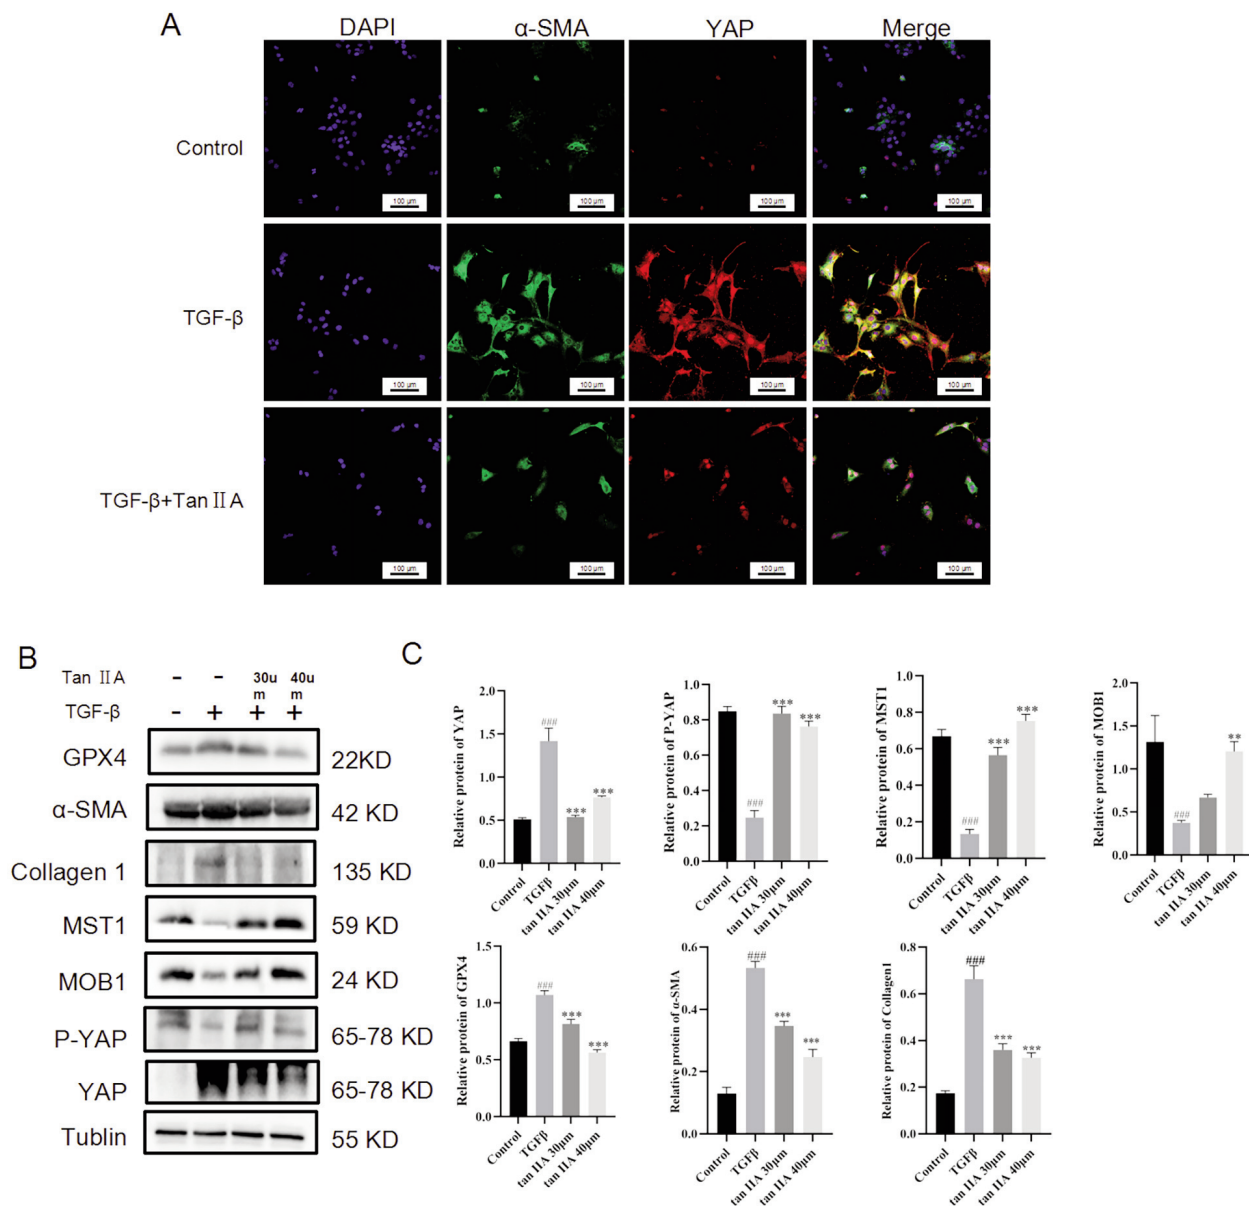 A
DAPI α-SMA YAP Merge
Control
100 μm 100 μm 100 μm 100 μm
TGF-β
100 μm 100 μm 100 μm 100 μm
TGF-β+Tan ⅡA
100 μm 100 μm 100 μm 100 μm
B
Tan ⅡA - - 30u m 40u m
TGF-β - + + +
GPX4 22KD
α-SMA 42 KD
Collagen 1 135 KD
MST1 59 KD
MOB1 24 KD
P-YAP 65-78 KD
YAP 65-78 KD
Tublin 55 KD
C
Relative protein of YAP
2.0
1.5
1.0
0.5
0.0
###
***
***
Control
TGFβ
tan IIA 30μm
tan IIA 40μm
Relative protein of P-YAP
1.0
0.8
0.6
0.4
0.2
0.0
###
***
***
Control
TGFβ
tan IIA 30μm
tan IIA 40μm
Relative protein of MST1
0.8
0.6
0.4
0.2
0.0
###
***
***
Control
TGFβ
tan IIA 30μm
tan IIA 40μm
Relative protein of MOB1
2.0
1.5
1.0
0.5
0.0
###
**
Control
TGFβ
tan IIA 30μm
tan IIA 40μm
Relative protein of GPX4
1.5
1.0
0.5
0.0
###
***
***
Control
TGFβ
tan IIA 30μm
tan IIA 40μm
Relative protein of α-SMA
0.6
0.4
0.2
0.0
###
***
***
Control
TGFβ
tan IIA 30μm
tan IIA 40μm
Relative protein of Collagen1
0.8
0.6
0.4
0.2
0.0
###
***
***
Control
TGFβ
tan IIA 30μm
tan IIA 40μm